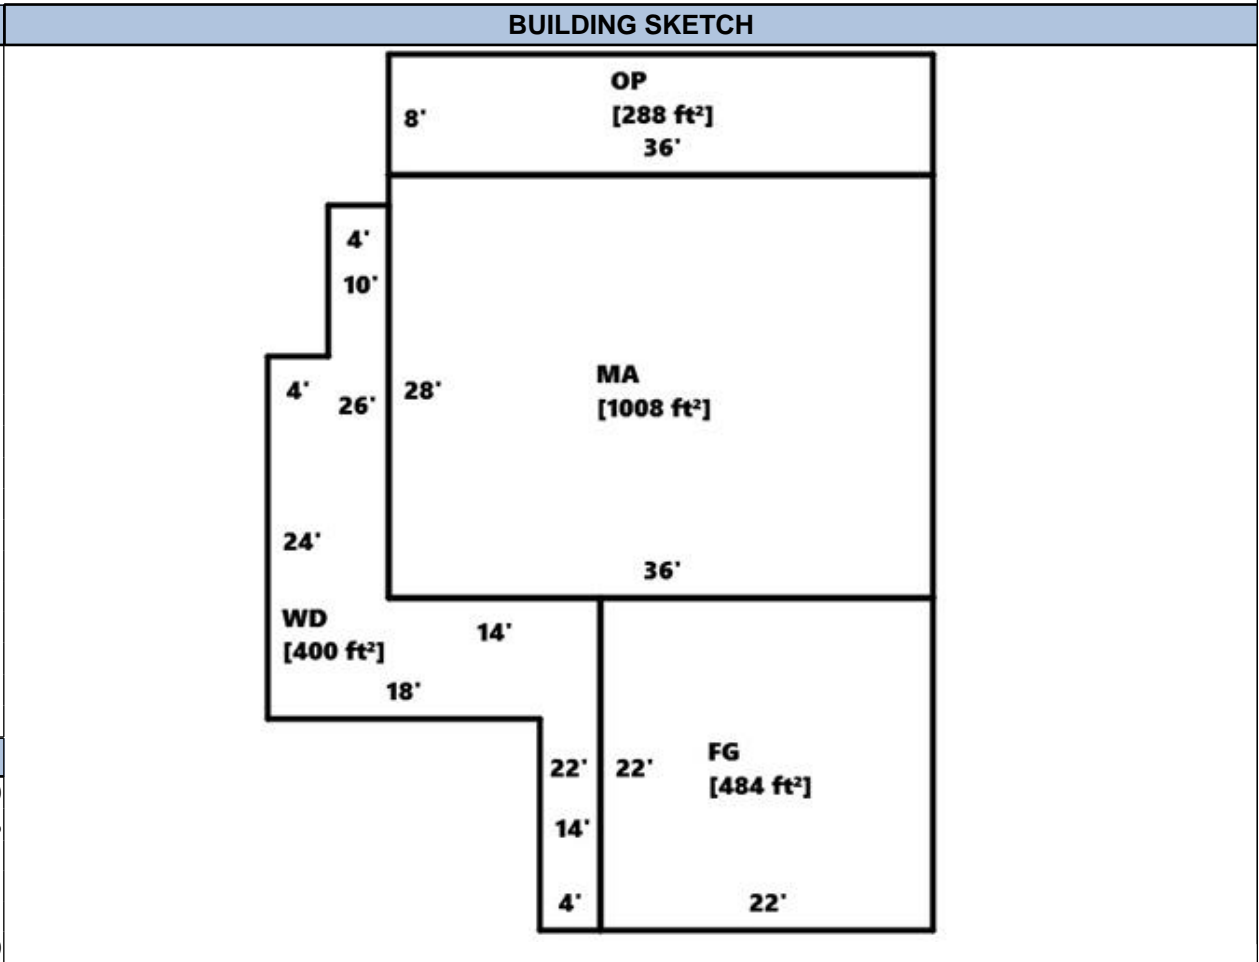 BUILDING SKETCH
OP
[288 ft²]
8'
36'
4'
10'
MA
[1008 ft²]
4'
26'
28'
24'
36'
WD
[400 ft²]
14'
18'
FG
[484 ft²]
22'
22'
14'
4'
22'